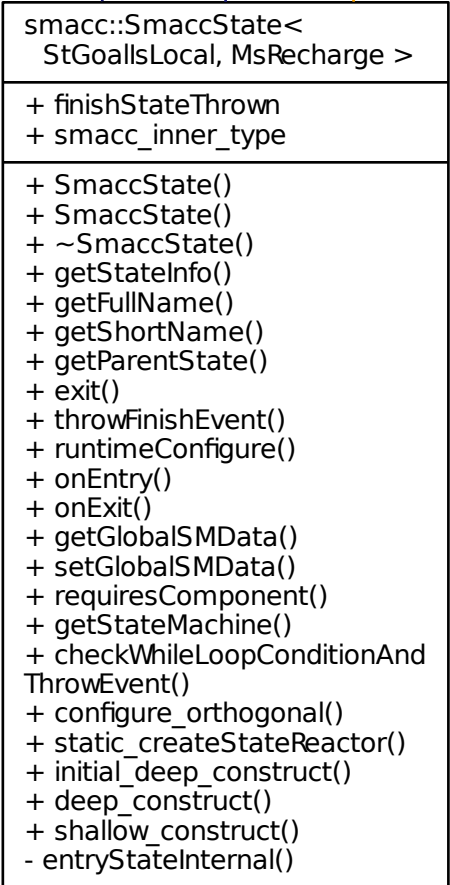 smacc::SmaccState<
StGoalIsLocal, MsRecharge >
+ finishStateThrown
+ smacc_inner_type
+ SmaccState()
+ SmaccState()
+ ~SmaccState()
+ getStateInfo()
+ getFullName()
+ getShortName()
+ getParentState()
+ exit()
+ throwFinishEvent()
+ runtimeConfigure()
+ onEntry()
+ onExit()
+ getGlobalSMData()
+ setGlobalSMData()
+ requiresComponent()
+ getStateMachine()
+ checkWhileLoopConditionAnd
ThrowEvent()
+ configure_orthogonal()
+ static_createStateReactor()
+ initial_deep_construct()
+ deep_construct()
+ shallow_construct()
- entryStateInternal()